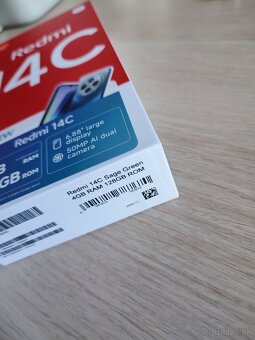 Redmi
14C
Redmi 14C
6.88" large
display
50MP AI dual
camera
RAM
GB ROM
Redmi 14C Sage Green
4GB RAM 128GB ROM